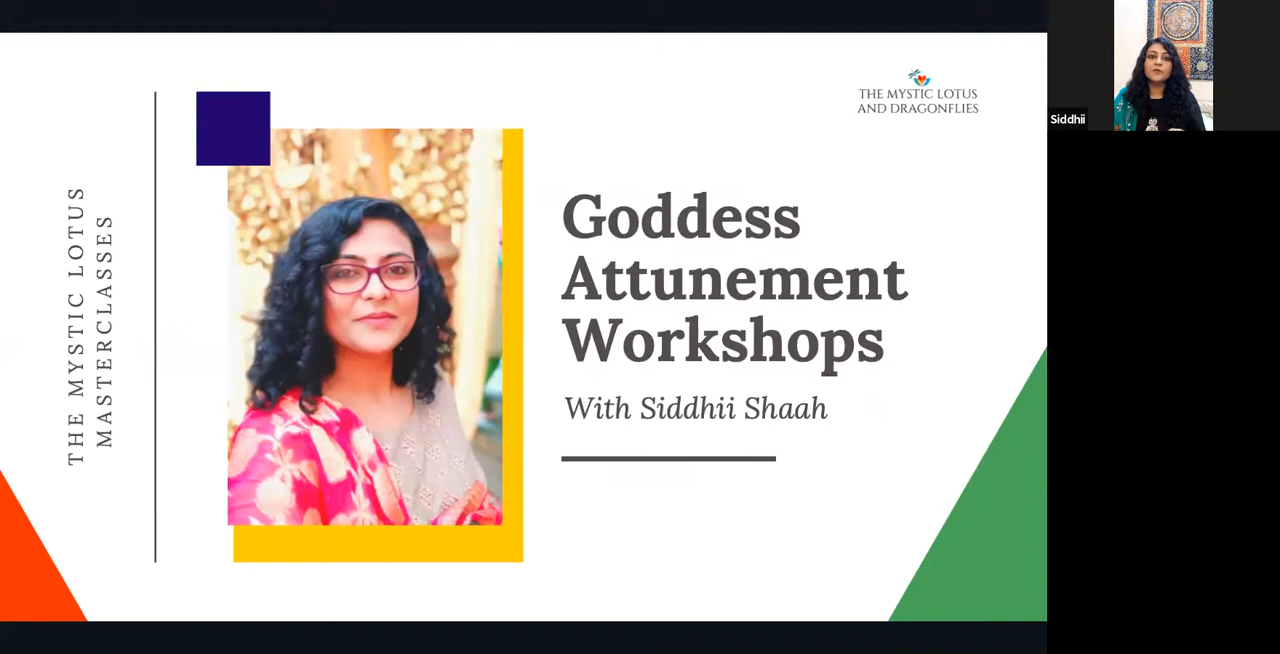 THE MYSTIC LOTUS
MASTERCLASSES
THE MYSTIC LOTUS
AND DRAGONFLIES
Goddess
Attunement
Workshops
With Siddhii Shaah
Siddhii